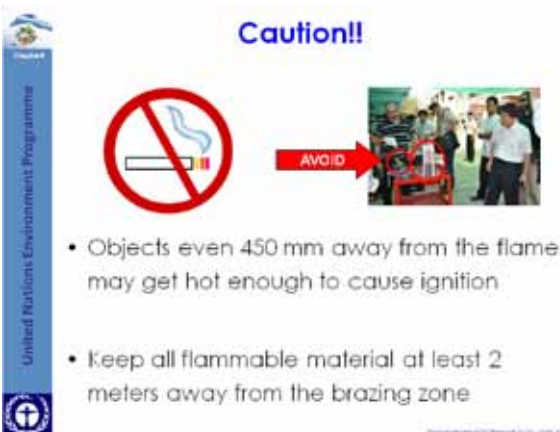 Caution!!
United Nations Environment Programme
AVOID
• Objects even 450 mm away from the flame
may get hot enough to cause ignition
• Keep all flammable material at least 2
meters away from the brazing zone